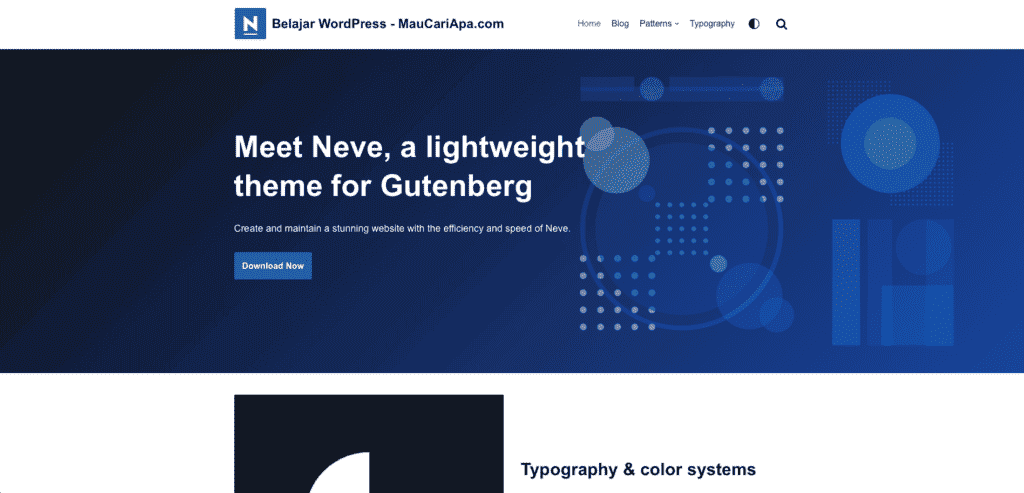 N Belajar WordPress - MauCariApa.com
Home Blog Patterns Typography
Meet Neve, a lightweight
theme for Gutenberg
Create and maintain a stunning website with the efficiency and speed of Neve.
Download Now
Typography & color systems